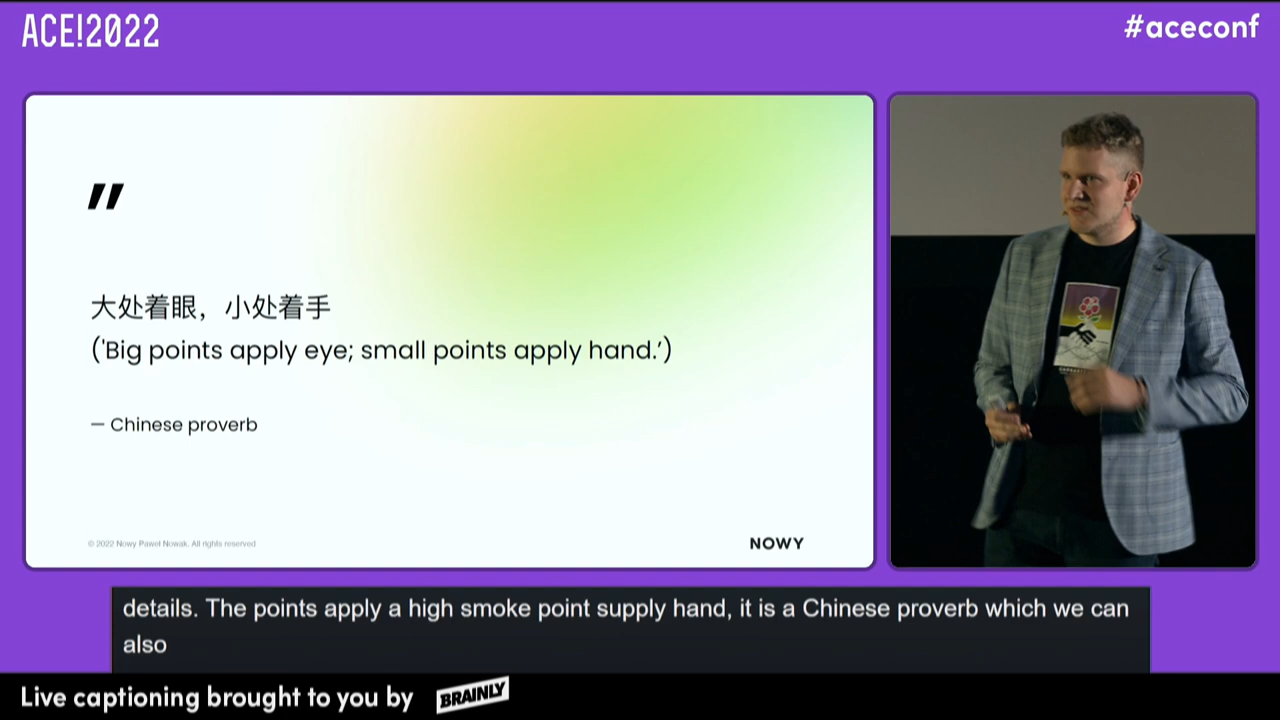 ACE!2022
#aceconf
"
大处着眼，小处着手
('Big points apply eye; small points apply hand.')
— Chinese proverb
© 2022 Nowy Paweł Nowak. All rights reserved
NOWY
details. The points apply a high smoke point supply hand, it is a Chinese proverb which we can
also
Live captioning brought to you by BRAINLY